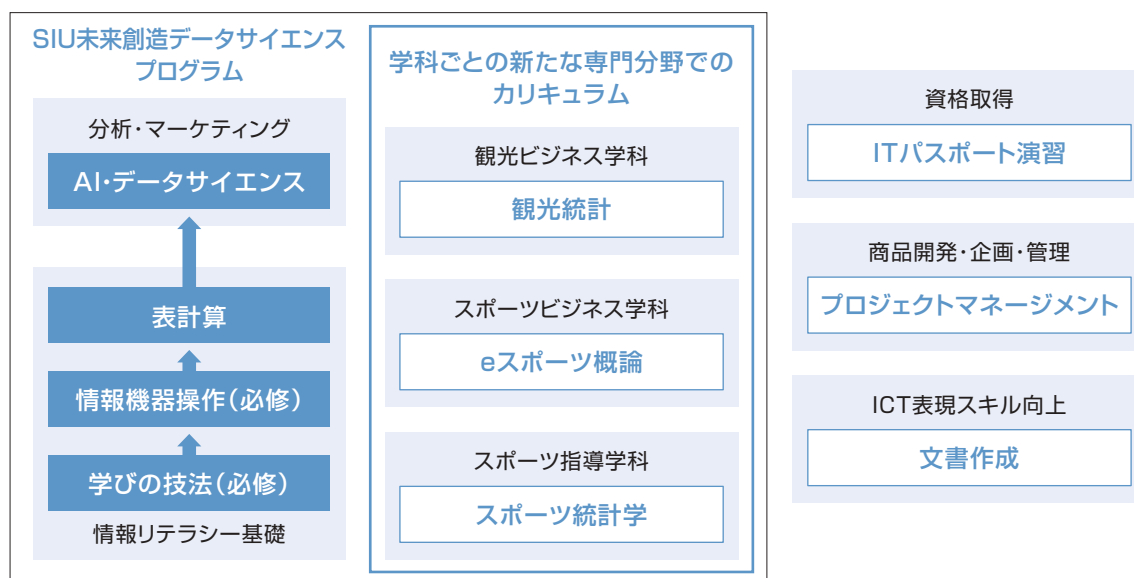 SIU未来創造データサイエンス
プログラム
分析・マーケティング
AI・データサイエンス
表計算
情報機器操作(必修)
学びの技法(必修)
情報リテラシー基礎
学科ごとの新たな専門分野での
カリキュラム
観光ビジネス学科
観光統計
スポーツビジネス学科
eスポーツ概論
スポーツ指導学科
スポーツ統計学
資格取得
ITパスポート演習
商品開発・企画・管理
プロジェクトマネージメント
ICT表現スキル向上
文書作成